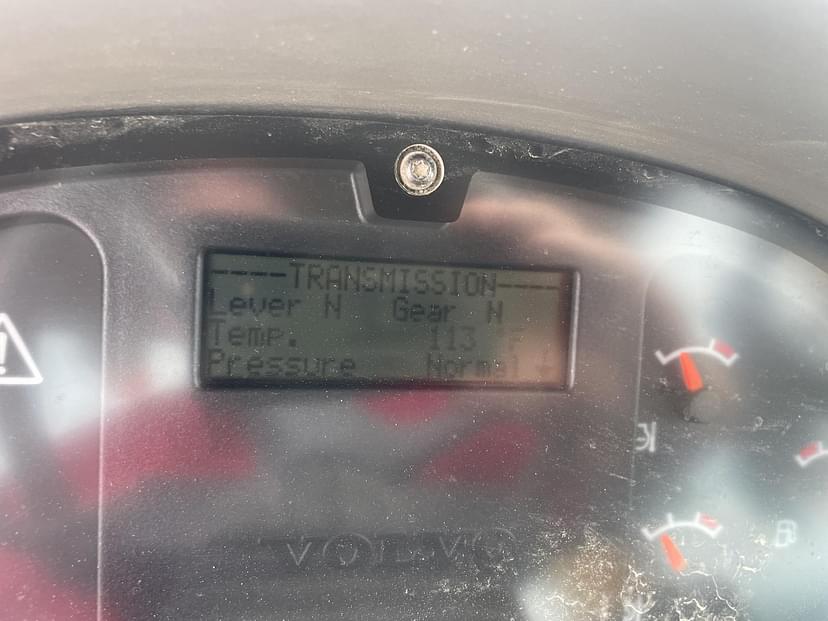 ----TRANSMISSION----
Lever N Gear N
Temp. 113 F
Pressure Normal
VOLVO